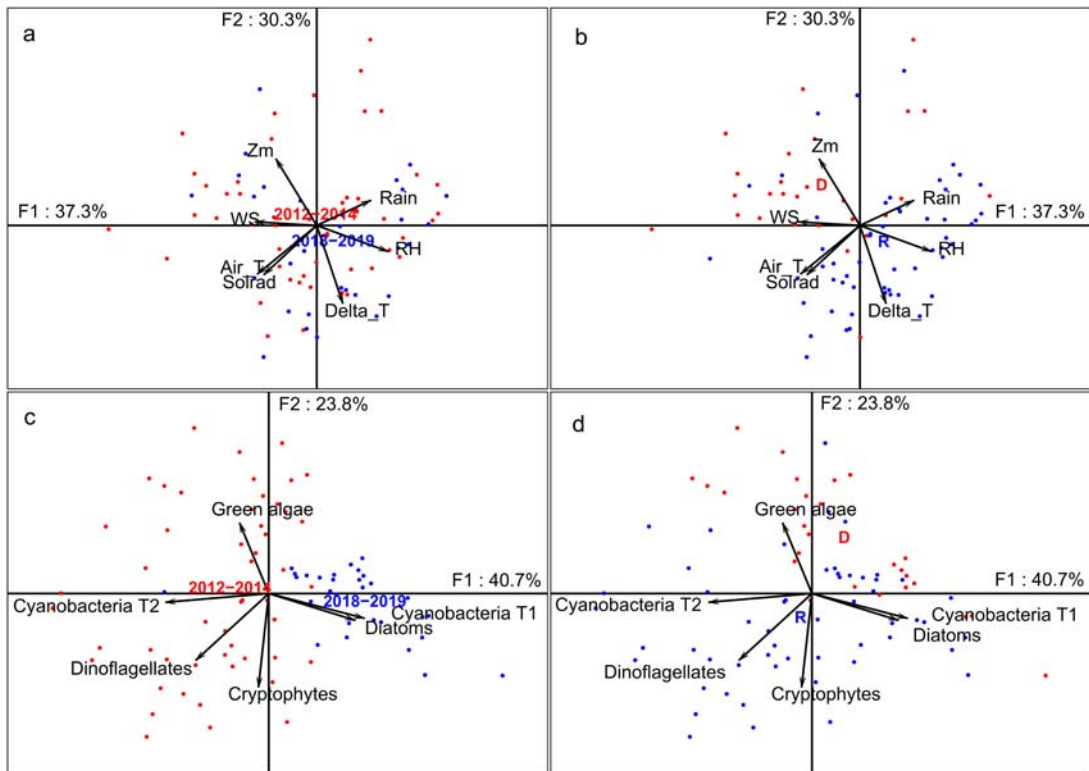 a
F2 : 30.3%
Zm
F1 : 37.3%
WS
2012-2014
Rain
2018-2019
RH
Air_T
Solrad
Delta_T
b
F2 : 30.3%
Zm
D
Rain
WS
F1 : 37.3%
R
RH
Air_T
Solrad
Delta_T
c
F2 : 23.8%
Green algae
F1 : 40.7%
2012-2014
Cyanobacteria T2
2018-2019
Cyanobacteria T1
Diatoms
Dinoflagellates
Cryptophytes
d
F2 : 23.8%
Green algae
D
F1 : 40.7%
Cyanobacteria T2
R
Cyanobacteria T1
Diatoms
Dinoflagellates
Cryptophytes